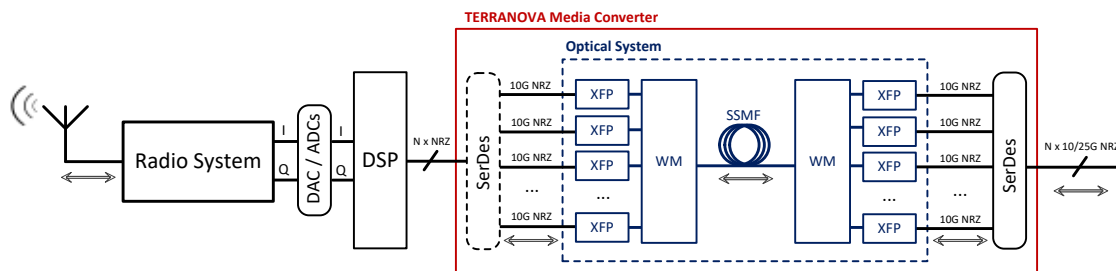 TERRANOVA Media Converter
Optical System
Radio System
I
Q
DAC / ADCs
I
Q
DSP
N x NRZ
SerDes
10G NRZ
10G NRZ
10G NRZ
...
10G NRZ
XFP
XFP
XFP
...
XFP
WM
SSMF
WM
XFP
XFP
XFP
...
XFP
10G NRZ
10G NRZ
10G NRZ
...
10G NRZ
SerDes
N x 10/25G NRZ